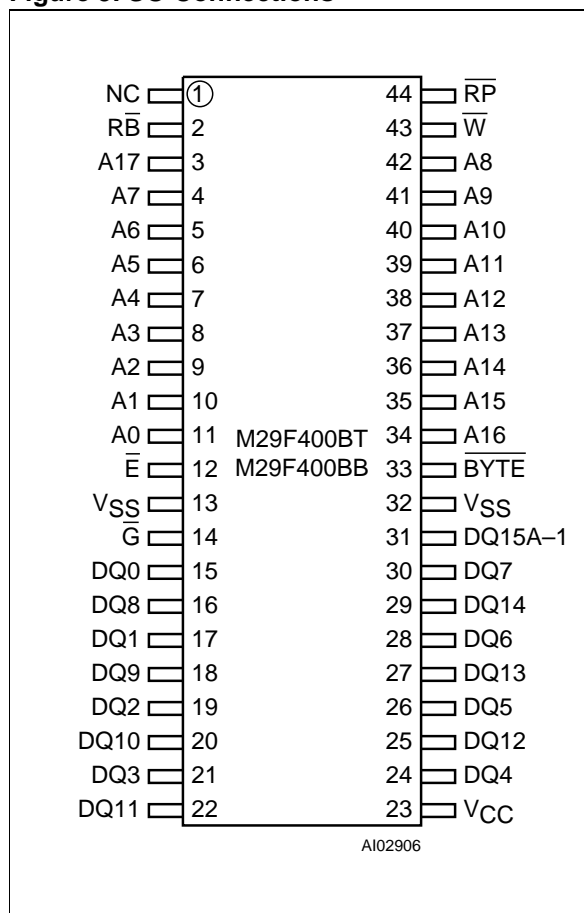 Figure 3. SO Connections
NC 1 44 R̅P̅
RB̅ 2 43 W̅
A17 3 42 A8
A7 4 41 A9
A6 5 40 A10
A5 6 39 A11
A4 7 38 A12
A3 8 37 A13
A2 9 36 A14
A1 10 35 A15
A0 11 M29F400BT 34 A16
E̅ 12 M29F400BB 33 B̅Y̅T̅E̅
VSS 13 32 VSS
G̅ 14 31 DQ15A–1
DQ0 15 30 DQ7
DQ8 16 29 DQ14
DQ1 17 28 DQ6
DQ9 18 27 DQ13
DQ2 19 26 DQ5
DQ10 20 25 DQ12
DQ3 21 24 DQ4
DQ11 22 23 VCC
AI02906